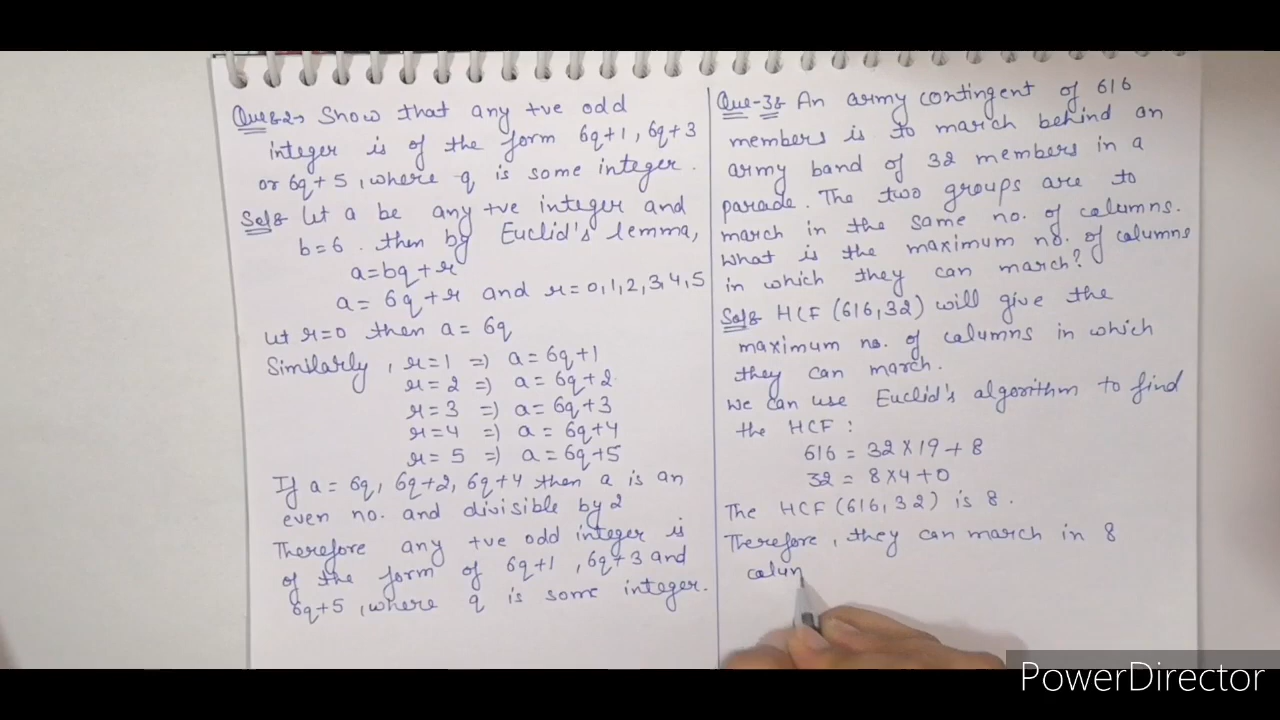 Que:2→ Show that any +ve odd
integer is of the form 6q+1, 6q+3
or 6q+5, where q is some integer.
Sol: Let a be any +ve integer and
b=6. then by Euclid's lemma,
a=bq+r
a= 6q+r and r=0,1,2,3,4,5
Let r=0 then a= 6q
Similarly, r=1 => a=6q+1
r=2 => a=6q+2
r=3 => a=6q+3
r=4 => a=6q+4
r=5 => a=6q+5
If a=6q, 6q+2, 6q+4 then a is an
even no. and divisible by 2
Therefore any +ve odd integer is
of the form of 6q+1, 6q+3 and
6q+5, where q is some integer.
Que-3: An army contingent of 616
members is to march behind an
army band of 32 members in a
parade. The two groups are to
march in the same no. of columns.
What is the maximum no. of columns
in which they can march?
Sol: HCF (616,32) will give the
maximum no. of columns in which
they can march.
We can use Euclid's algorithm to find
the HCF:
616 = 32×19+8
32 = 8×4+0
The HCF(616,32) is 8.
Therefore, they can march in 8
colum
PowerDirector